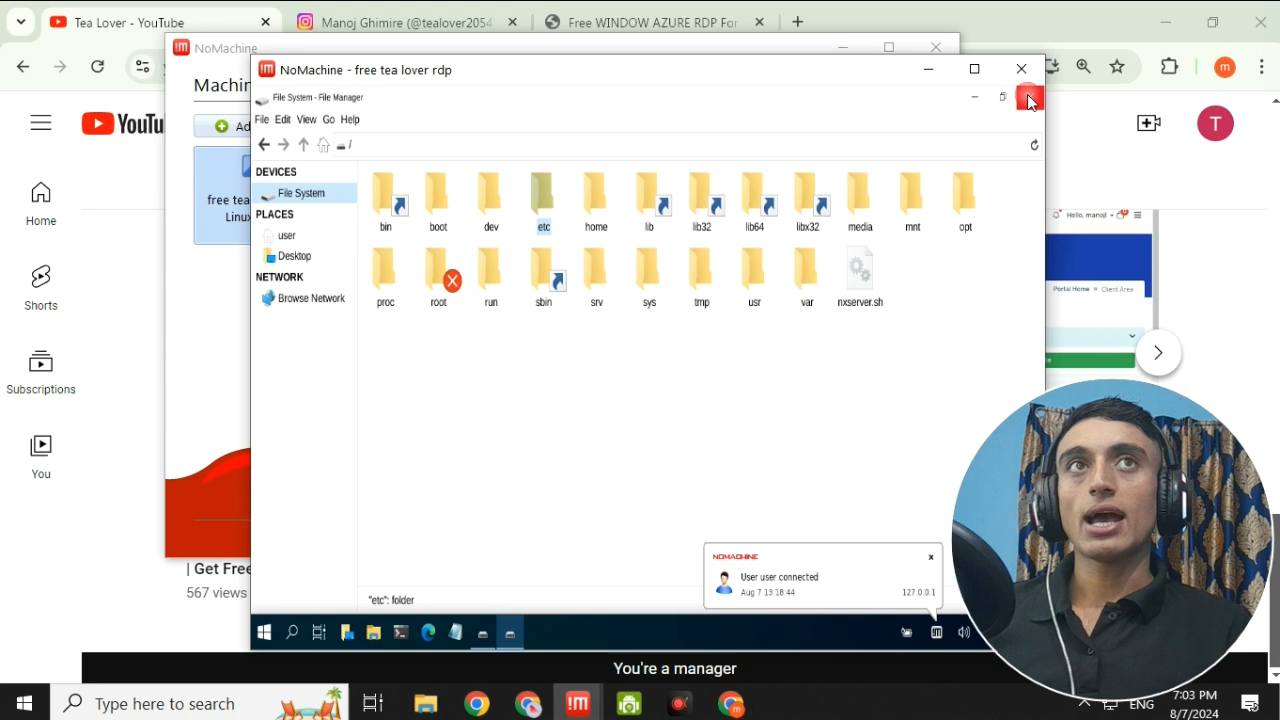 Tea Lover - YouTube
Manoj Ghimire (@tealover2054
Free WINDOW AZURE RDP For
NoMachine
NoMachine - free tea lover rdp
Machin
File System - File Manager
File Edit View Go Help
YouTu
T
m
Ad
/
DEVICES
File System
PLACES
user
Desktop
NETWORK
Browse Network
free tea
Linux
bin
boot
dev
etc
home
lib
lib32
lib64
libx32
media
mnt
opt
proc
root
run
sbin
srv
sys
tmp
usr
var
nxserver.sh
Hello, manoj!
Portal Home » Client Area
Home
Shorts
Subscriptions
You
NOMACHINE
User user connected
Aug 7 13:18:44
127.0.0.1
| Get Free
567 views
"etc": folder
You're a manager
Type here to search
ENG
7:03 PM
8/7/2024